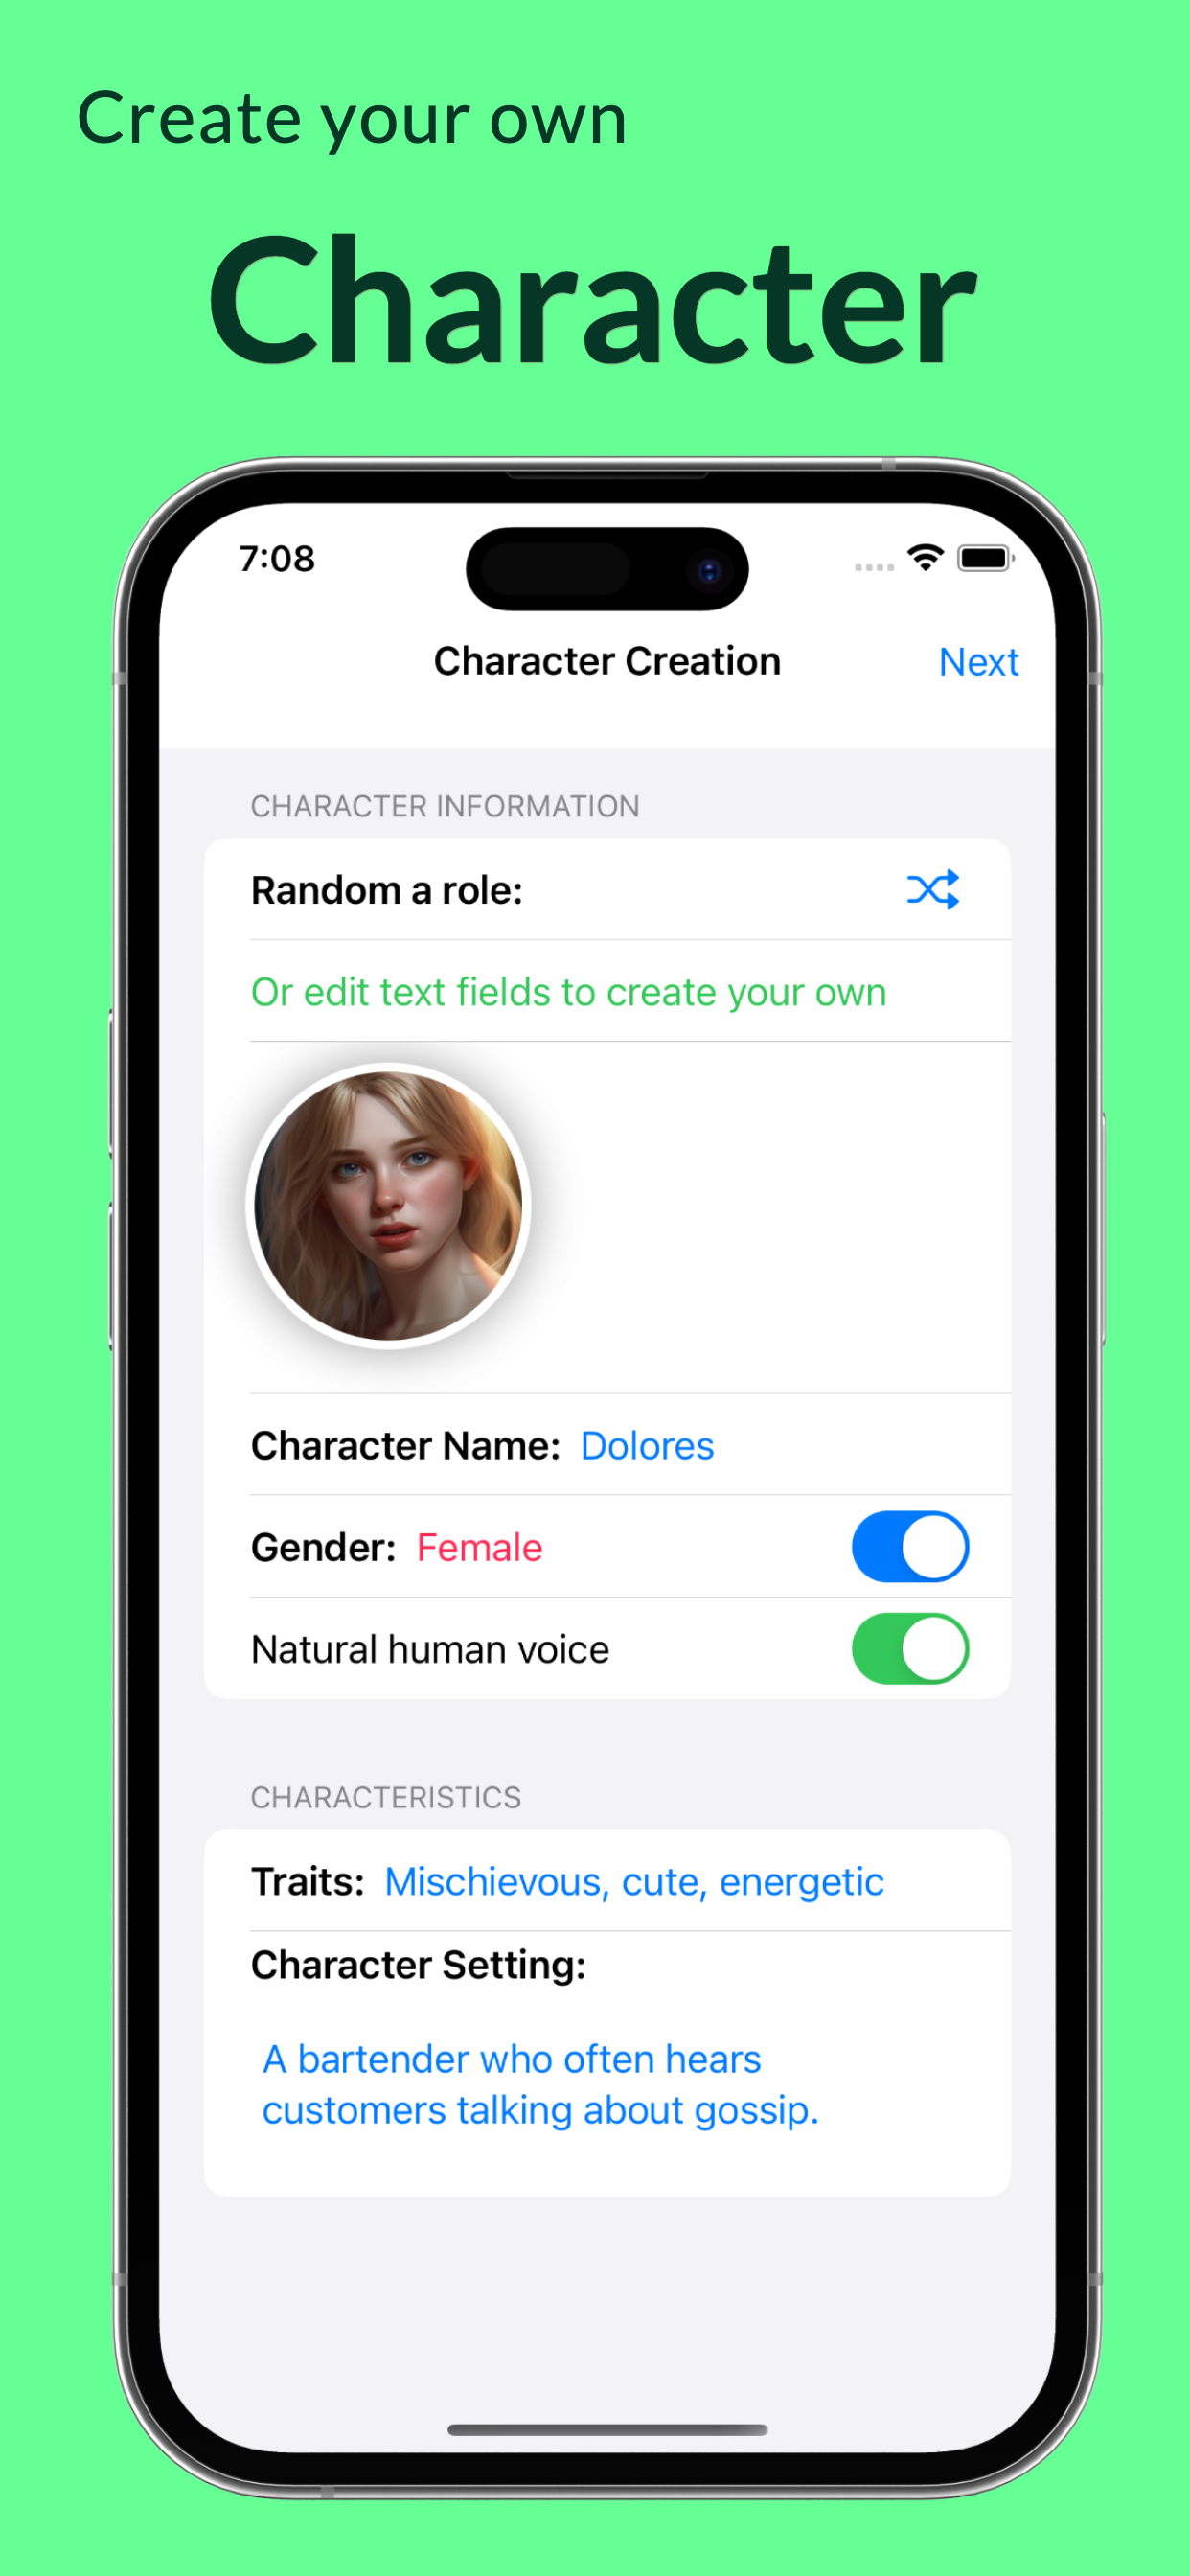 Create your own
Character
7:08
Character Creation
Next
CHARACTER INFORMATION
Random a role:
Or edit text fields to create your own
Character Name: Dolores
Gender: Female
Natural human voice
CHARACTERISTICS
Traits: Mischievous, cute, energetic
Character Setting:
A bartender who often hears
customers talking about gossip.